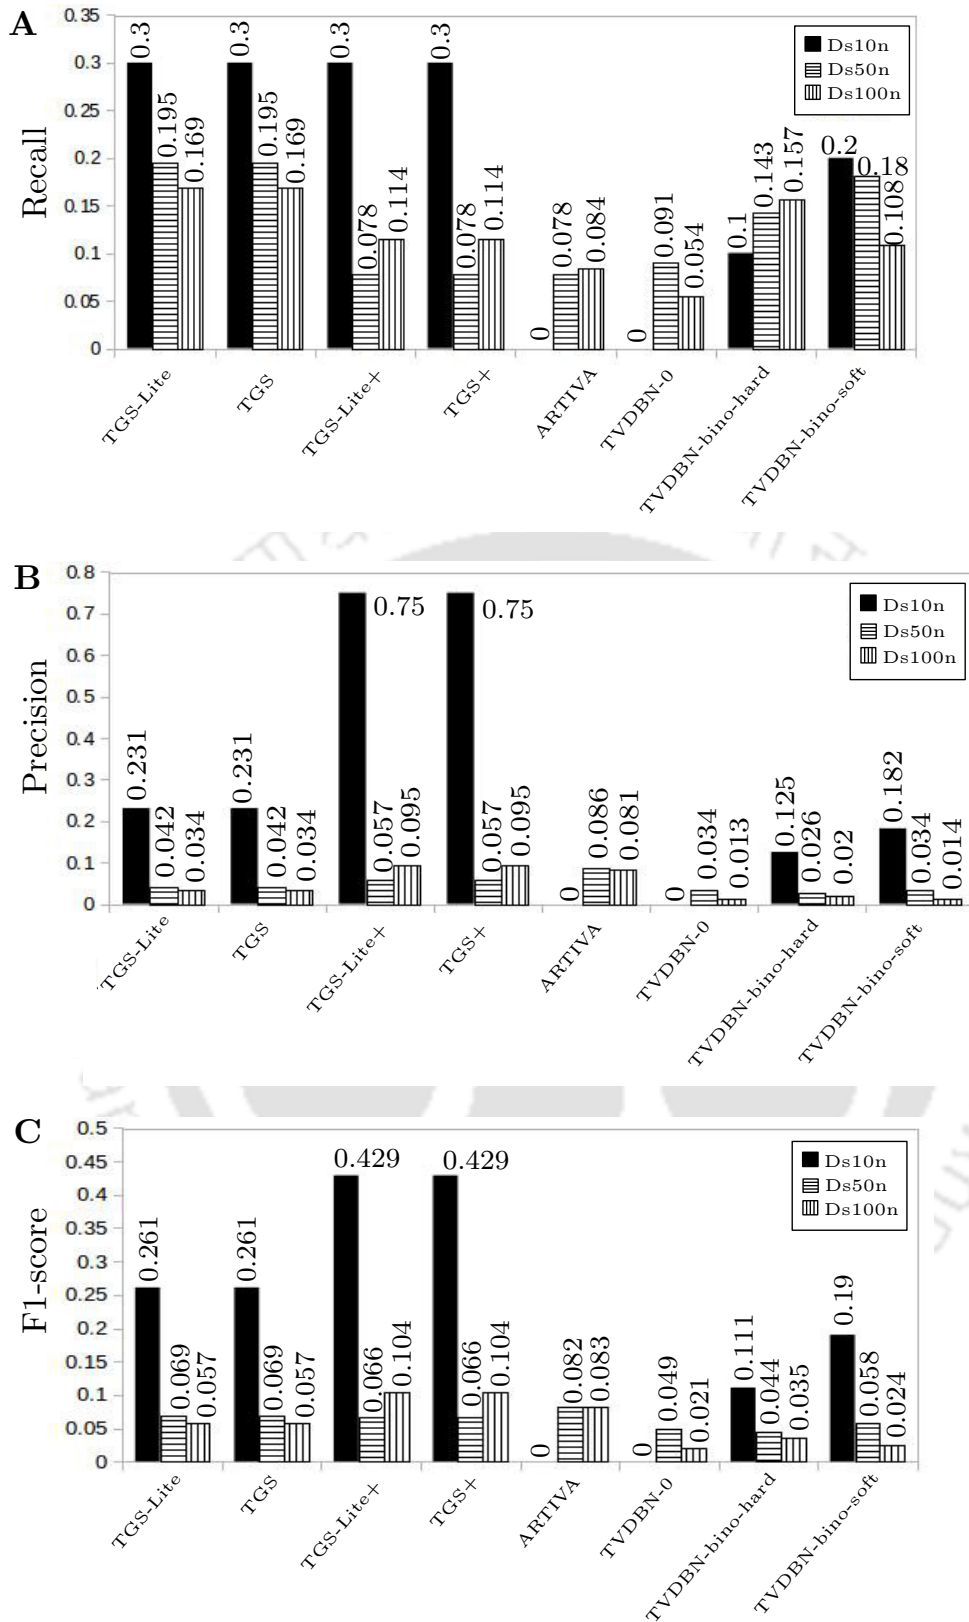 A
Recall
0.35
0.3
0.25
0.2
0.15
0.1
0.05
0
0.3
0.195
0.169
0.3
0.195
0.169
0.3
0.078
0.114
0.3
0.078
0.114
0
0.078
0.084
0
0.091
0.054
0.1
0.143
0.157
0.2
0.18
0.108
Ds10n
Ds50n
Ds100n
TGS-Lite
TGS
TGS-Lite+
TGS+
ARTIVA
TVDBN-0
TVDBN-bino-hard
TVDBN-bino-soft
B
Precision
0.8
0.7
0.6
0.5
0.4
0.3
0.2
0.1
0
0.231
0.042
0.034
0.231
0.042
0.034
0.75
0.057
0.095
0.75
0.057
0.095
0
0.086
0.081
0
0.034
0.013
0.125
0.026
0.02
0.182
0.034
0.014
Ds10n
Ds50n
Ds100n
TGS-Lite
TGS
TGS-Lite+
TGS+
ARTIVA
TVDBN-0
TVDBN-bino-hard
TVDBN-bino-soft
C
F1-score
0.5
0.45
0.4
0.35
0.3
0.25
0.2
0.15
0.1
0.05
0
0.261
0.069
0.057
0.261
0.069
0.057
0.429
0.066
0.104
0.429
0.066
0.104
0
0.082
0.083
0
0.049
0.021
0.111
0.044
0.035
0.19
0.058
0.024
Ds10n
Ds50n
Ds100n
TGS-Lite
TGS
TGS-Lite+
TGS+
ARTIVA
TVDBN-0
TVDBN-bino-hard
TVDBN-bino-soft